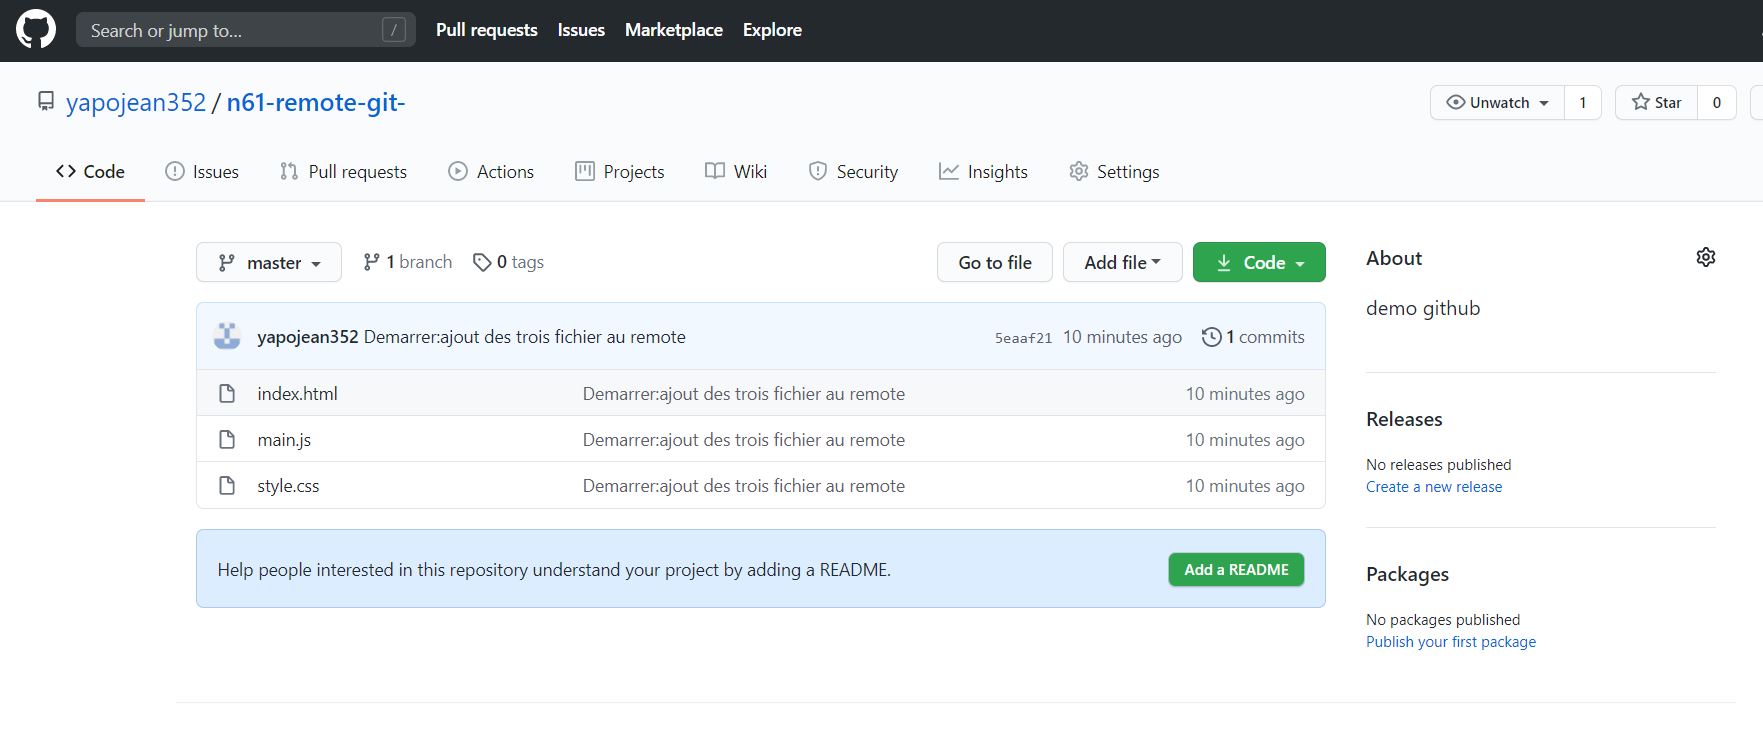 Search or jump to... / Pull requests Issues Marketplace Explore
yapojean352 / n61-remote-git- Unwatch 1 Star 0
Code Issues Pull requests Actions Projects Wiki Security Insights Settings
master 1 branch 0 tags Go to file Add file Code
yapojean352 Demarrer:ajout des trois fichier au remote 5eaaf21 10 minutes ago 1 commits
index.html Demarrer:ajout des trois fichier au remote 10 minutes ago
main.js Demarrer:ajout des trois fichier au remote 10 minutes ago
style.css Demarrer:ajout des trois fichier au remote 10 minutes ago
Help people interested in this repository understand your project by adding a README. Add a README
About
demo github
Releases
No releases published
Create a new release
Packages
No packages published
Publish your first package